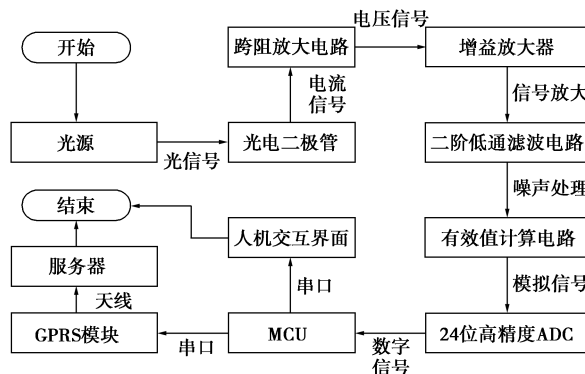 开始
光源
光信号
光电二极管
电流
信号
跨阻放大电路
电压信号
增益放大器
信号放大
二阶低通滤波电路
噪声处理
有效值计算电路
模拟信号
24位高精度ADC
数字
信号
MCU
串口
人机交互界面
串口
GPRS模块
天线
服务器
结束